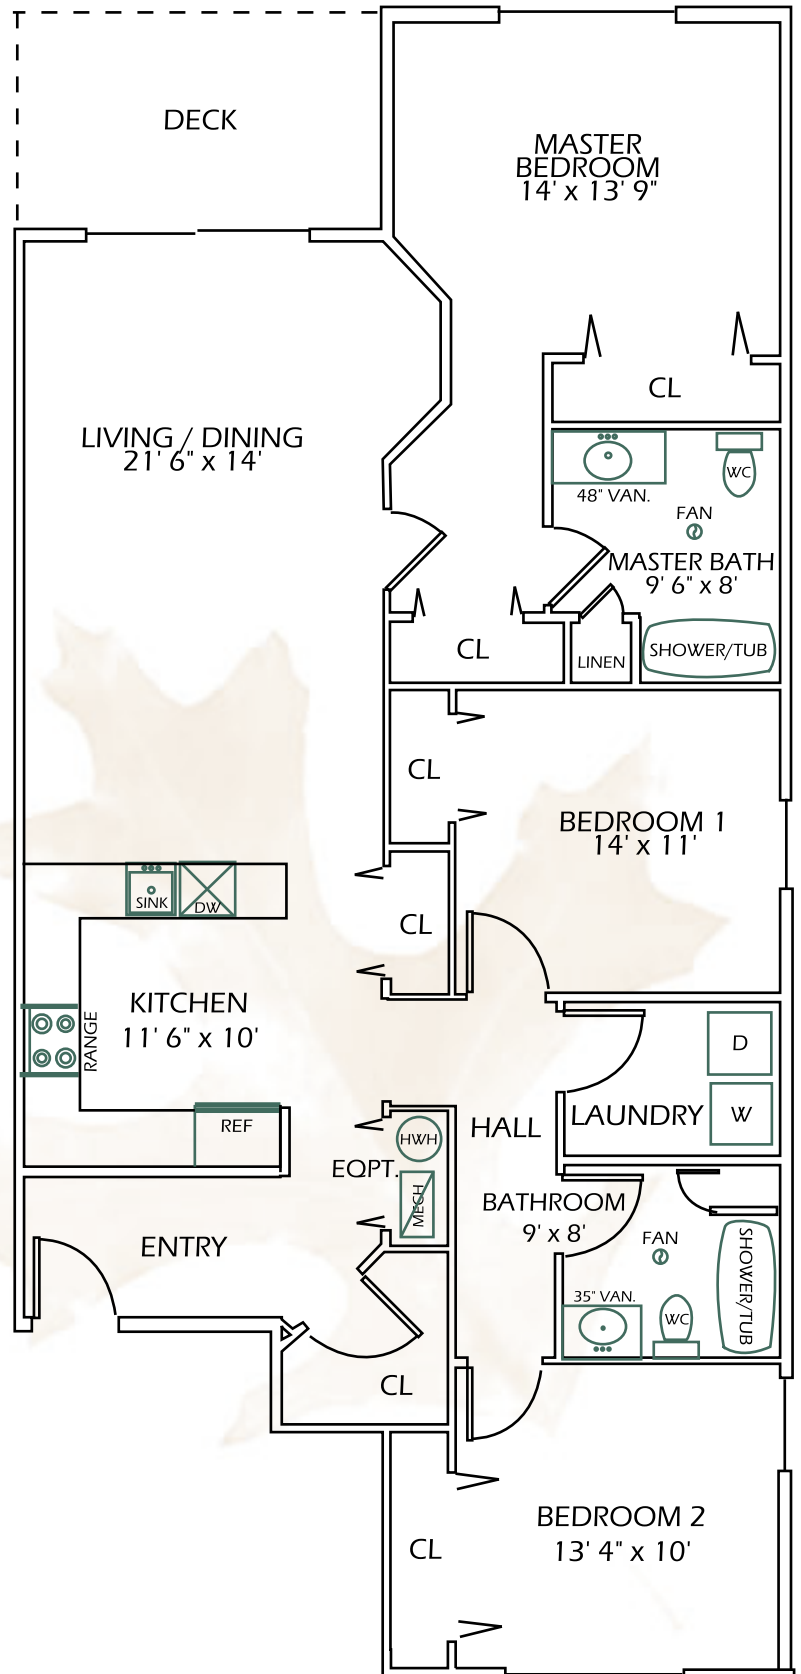 DECK
MASTER
BEDROOM
14' x 13' 9"
CL
LIVING / DINING
21' 6" x 14'
WC
48" VAN.
FAN
MASTER BATH
9' 6" x 8'
CL
LINEN
SHOWER/TUB
CL
BEDROOM 1
14' x 11'
SINK
DW
CL
KITCHEN
11' 6" x 10'
RANGE
D
W
LAUNDRY
HALL
REF
HWH
EQPT.
MECH
BATHROOM
9' x 8'
FAN
SHOWER/TUB
ENTRY
35" VAN.
WC
CL
BEDROOM 2
13' 4" x 10'
CL